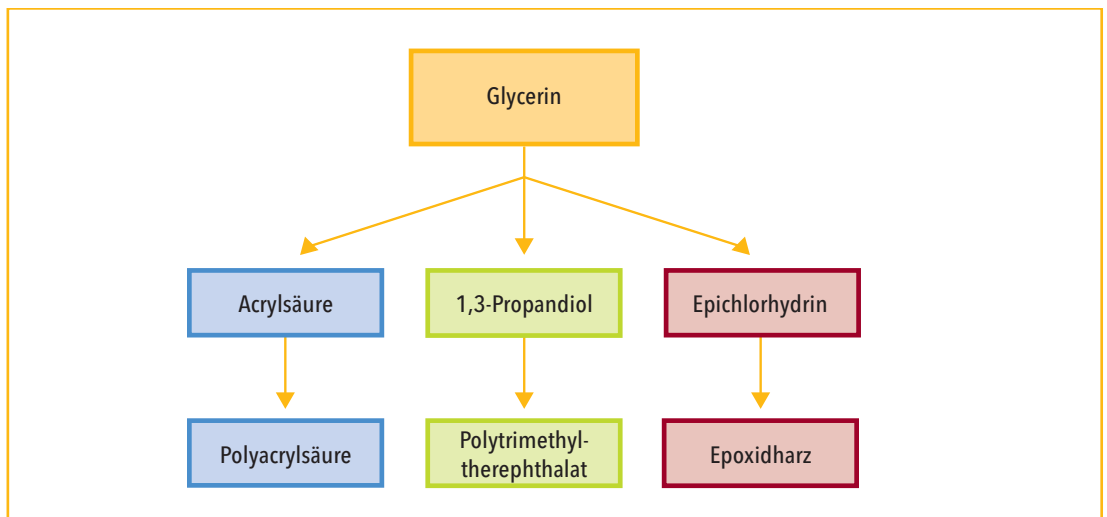 Glycerin
Acrylsäure
1,3-Propandiol
Epichlorhydrin
Polyacrylsäure
Polytrimethyl-
therephthalat
Epoxidharz